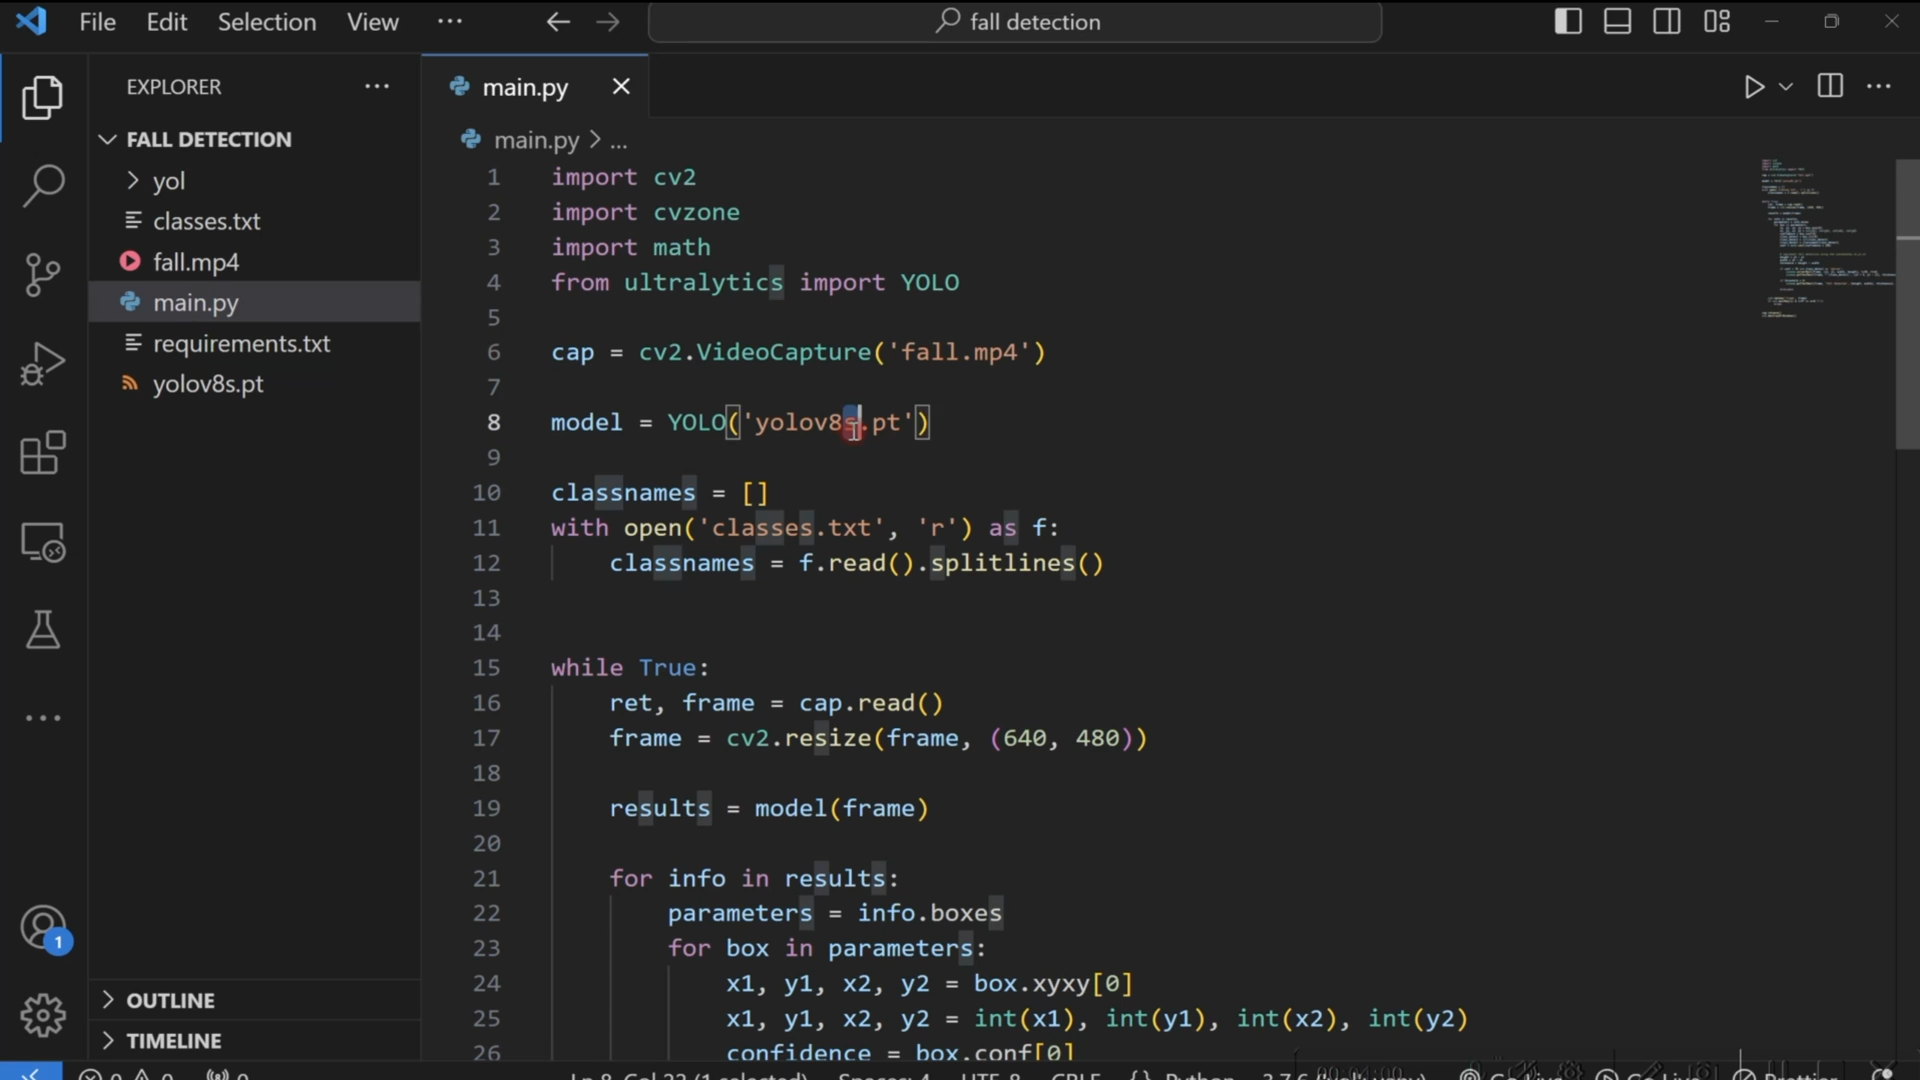 File Edit Selection View ... fall detection
EXPLORER ...
FALL DETECTION
yol
classes.txt
fall.mp4
main.py
requirements.txt
yolov8s.pt
OUTLINE
TIMELINE
1
main.py
main.py > ...
1 import cv2
2 import cvzone
3 import math
4 from ultralytics import YOLO
5
6 cap = cv2.VideoCapture('fall.mp4')
7
8 model = YOLO('yolov8s.pt')
9
10 classnames = []
11 with open('classes.txt', 'r') as f:
12 classnames = f.read().splitlines()
13
14
15 while True:
16 ret, frame = cap.read()
17 frame = cv2.resize(frame, (640, 480))
18
19 results = model(frame)
20
21 for info in results:
22 parameters = info.boxes
23 for box in parameters:
24 x1, y1, x2, y2 = box.xyxy[0]
25 x1, y1, x2, y2 = int(x1), int(y1), int(x2), int(y2)
26 confidence = box.conf[0]